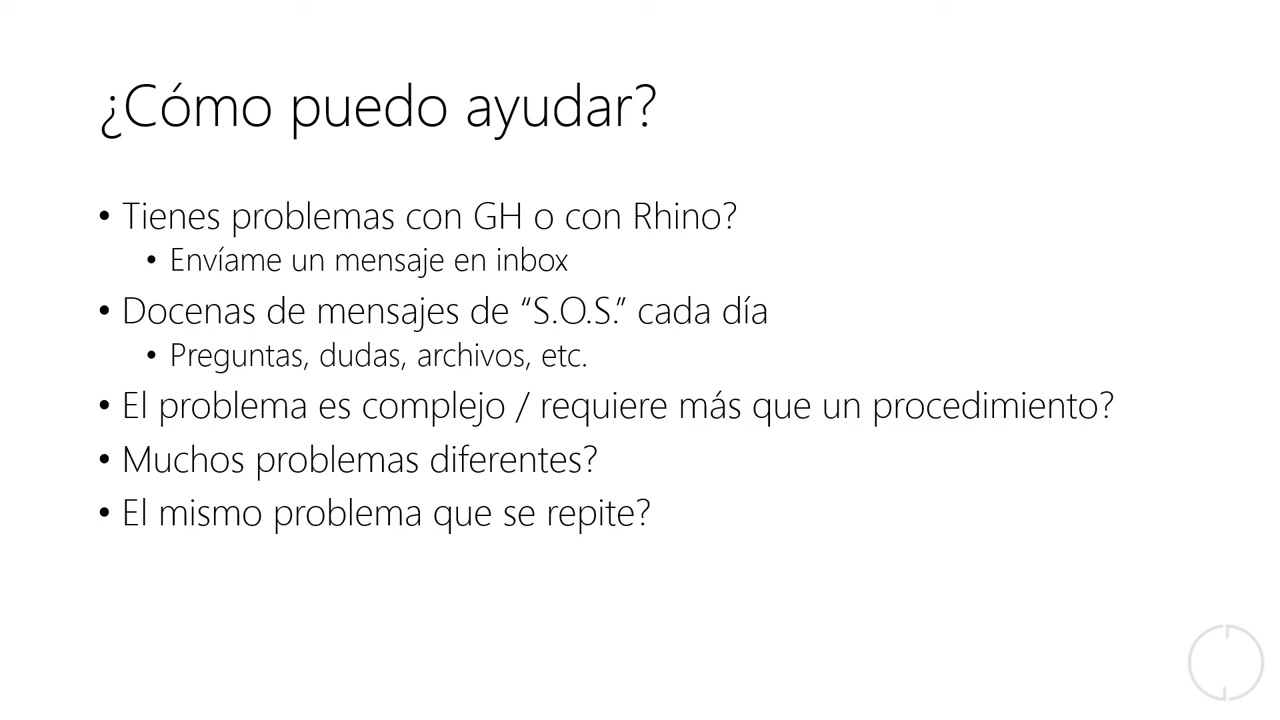 ¿Cómo puedo ayudar?
• Tienes problemas con GH o con Rhino?
• Envíame un mensaje en inbox
• Docenas de mensajes de “S.O.S.” cada día
• Preguntas, dudas, archivos, etc.
• El problema es complejo / requiere más que un procedimiento?
• Muchos problemas diferentes?
• El mismo problema que se repite?